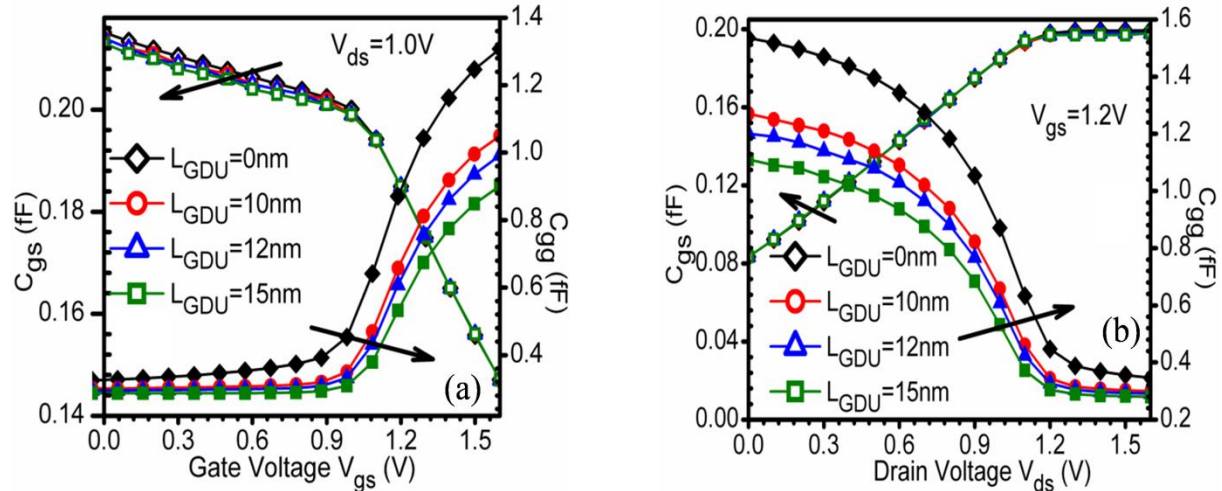 V_ds=1.0V
L_GDU=0nm
L_GDU=10nm
L_GDU=12nm
L_GDU=15nm
(a)
0.14
0.16
0.18
0.20
C_gs (fF)
0.4
0.6
0.8
1.0
1.2
1.4
C_gg (fF)
0.0 0.3 0.6 0.9 1.2 1.5
Gate Voltage V_gs (V)
V_gs=1.2V
L_GDU=0nm
L_GDU=10nm
L_GDU=12nm
L_GDU=15nm
(b)
0.00
0.04
0.08
0.12
0.16
0.20
C_gs (fF)
0.2
0.4
0.6
0.8
1.0
1.2
1.4
1.6
C_gg (fF)
0.0 0.3 0.6 0.9 1.2 1.5
Drain Voltage V_ds (V)